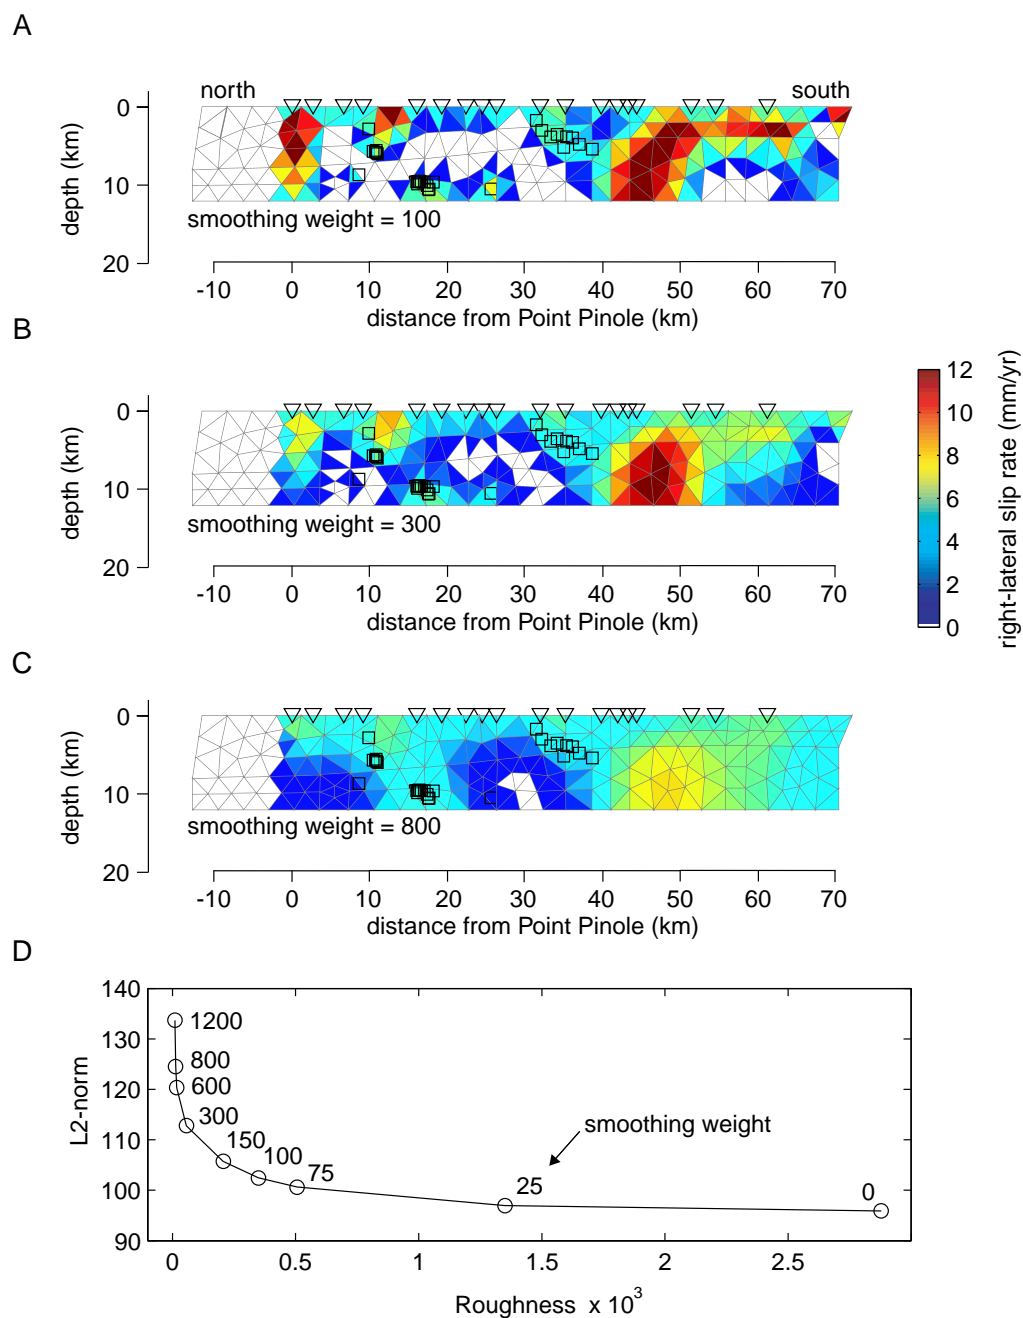 A
north
south
0
10
20
depth (km)
smoothing weight = 100
-10 0 10 20 30 40 50 60 70
distance from Point Pinole (km)
B
0
10
20
depth (km)
smoothing weight = 300
-10 0 10 20 30 40 50 60 70
distance from Point Pinole (km)
12
10
8
6
4
2
0
right-lateral slip rate (mm/yr)
C
0
10
20
depth (km)
smoothing weight = 800
-10 0 10 20 30 40 50 60 70
distance from Point Pinole (km)
D
140
130
120
110
100
90
L2-norm
1200
800
600
300
150
100
75
25
0
smoothing weight
0 0.5 1 1.5 2 2.5
Roughness x 10³